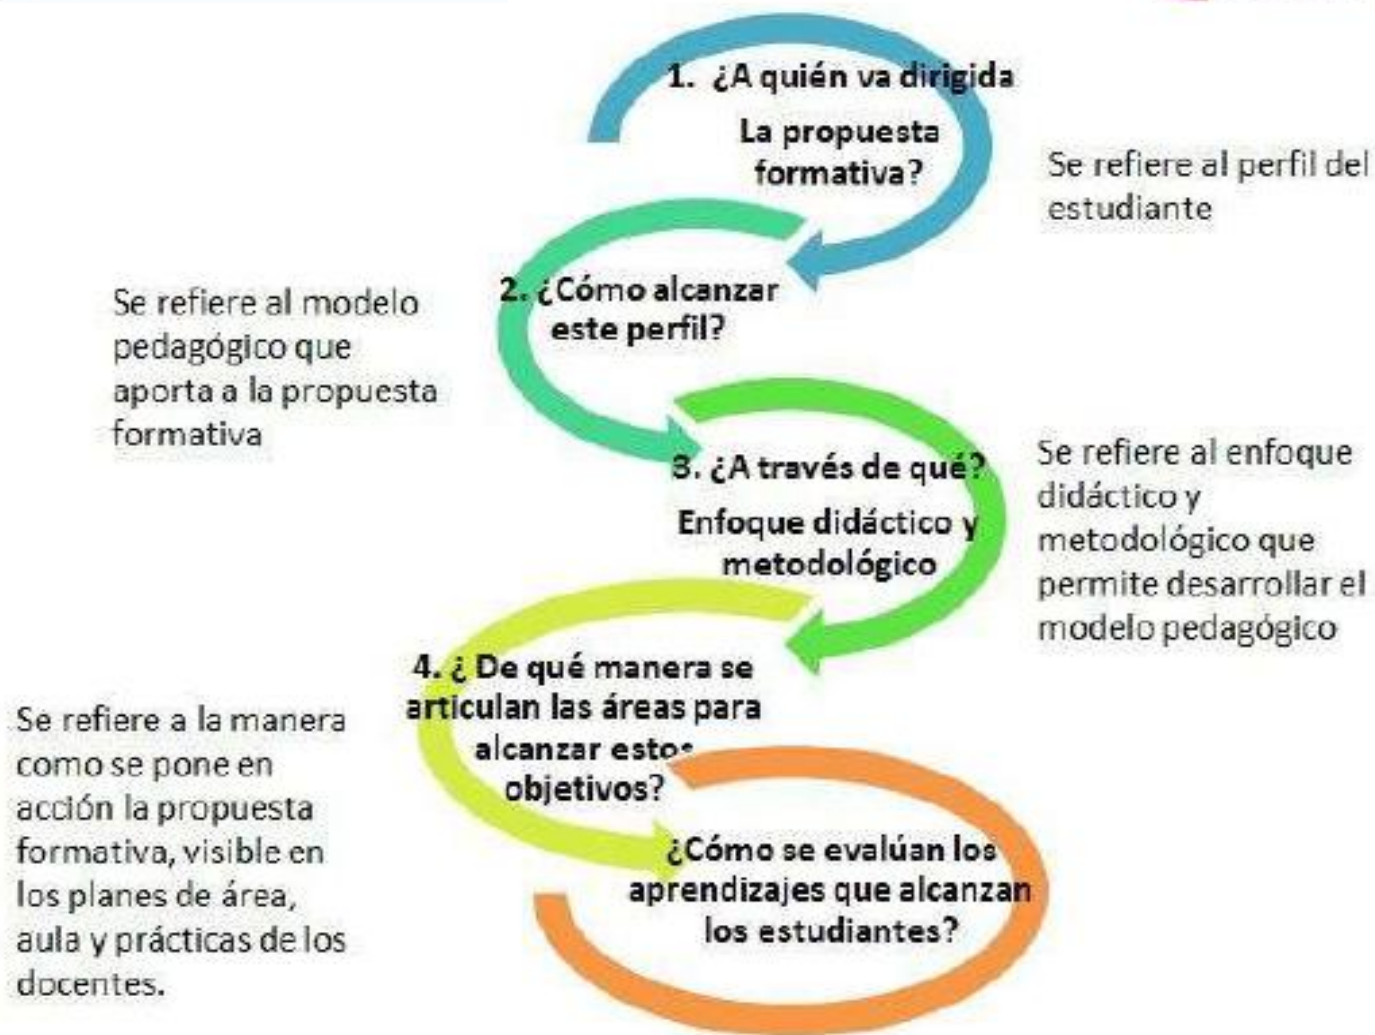 1. ¿A quién va dirigida
La propuesta
formativa?
Se refiere al perfil del
estudiante
2. ¿Cómo alcanzar
este perfil?
Se refiere al modelo
pedagógico que
aporta a la propuesta
formativa
3. ¿A través de qué?
Enfoque didáctico y
metodológico
Se refiere al enfoque
didáctico y
metodológico que
permite desarrollar el
modelo pedagógico
4. ¿ De qué manera se
articulan las áreas para
alcanzar estos
objetivos?
Se refiere a la manera
como se pone en
acción la propuesta
formativa, visible en
los planes de área,
aula y prácticas de los
docentes.
¿Cómo se evalúan los
aprendizajes que alcanzan
los estudiantes?